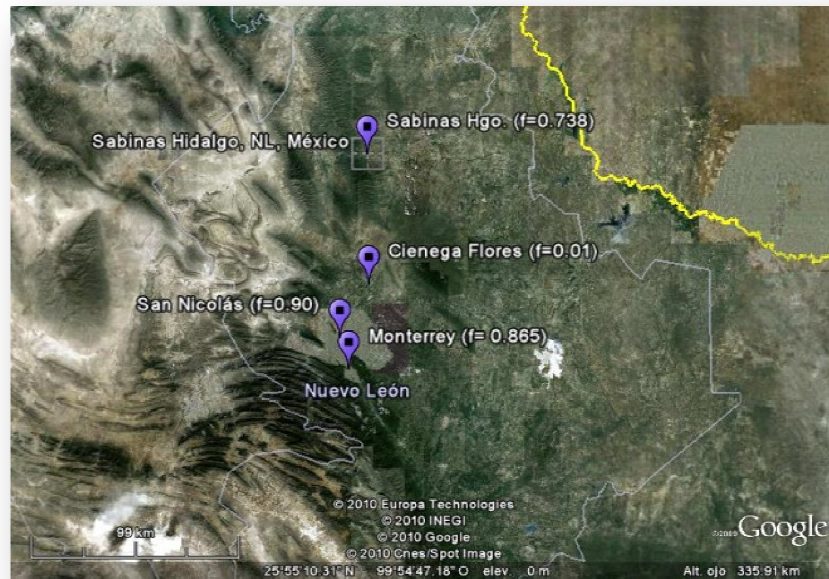 Sabinas Hgo. (f=0.738)
Sabinas Hidalgo, NL, México
Cienega Flores (f=0.01)
San Nicolás (f=0.90)
Monterrey (f= 0.865)
Nuevo León
© 2010 Europa Technologies
© 2010 INEGI
© 2010 Google
© 2010 Cnes/Spot Image
99 km
©2009 Google
25°55'10.31" N 99°54'47.18" O elev. 0 m Alt. ojo 335.91 km